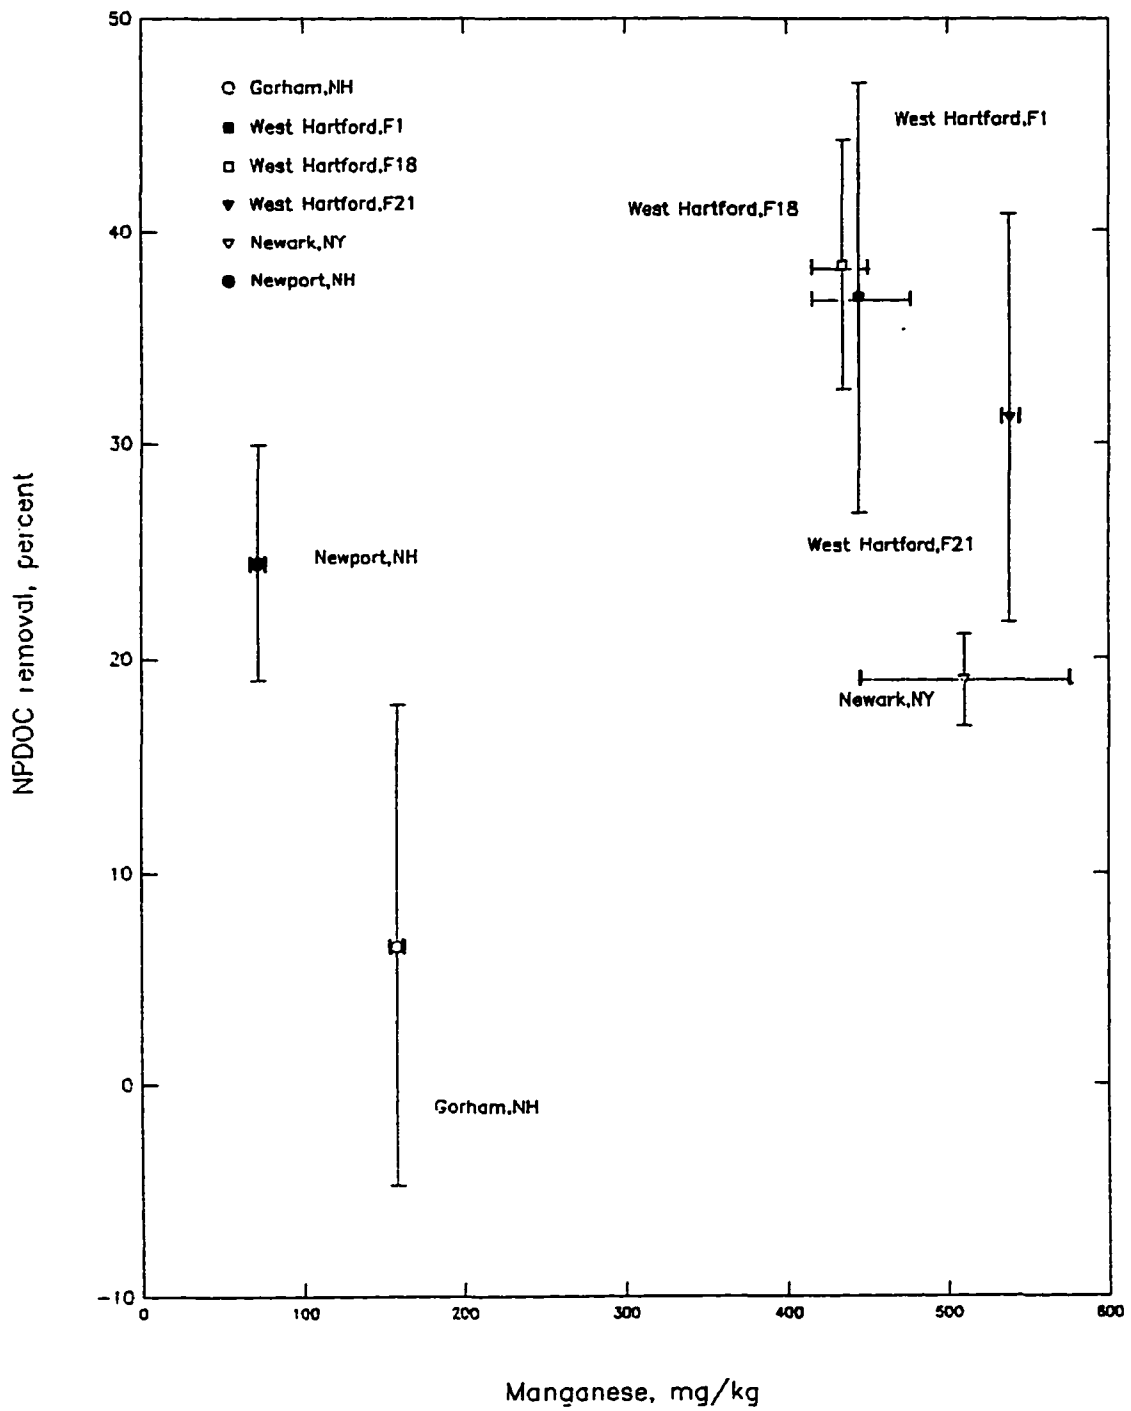 50
Gorham,NH
West Hartford,F1
West Hartford,F18
West Hartford,F21
Newark,NY
Newport,NH
West Hartford,F1
West Hartford,F18
40
30
West Hartford,F21
Newport,NH
20
Newark,NY
10
0
Gorham,NH
-10
0 100 200 300 400 500 600
NPDOC removal, percent
Manganese, mg/kg